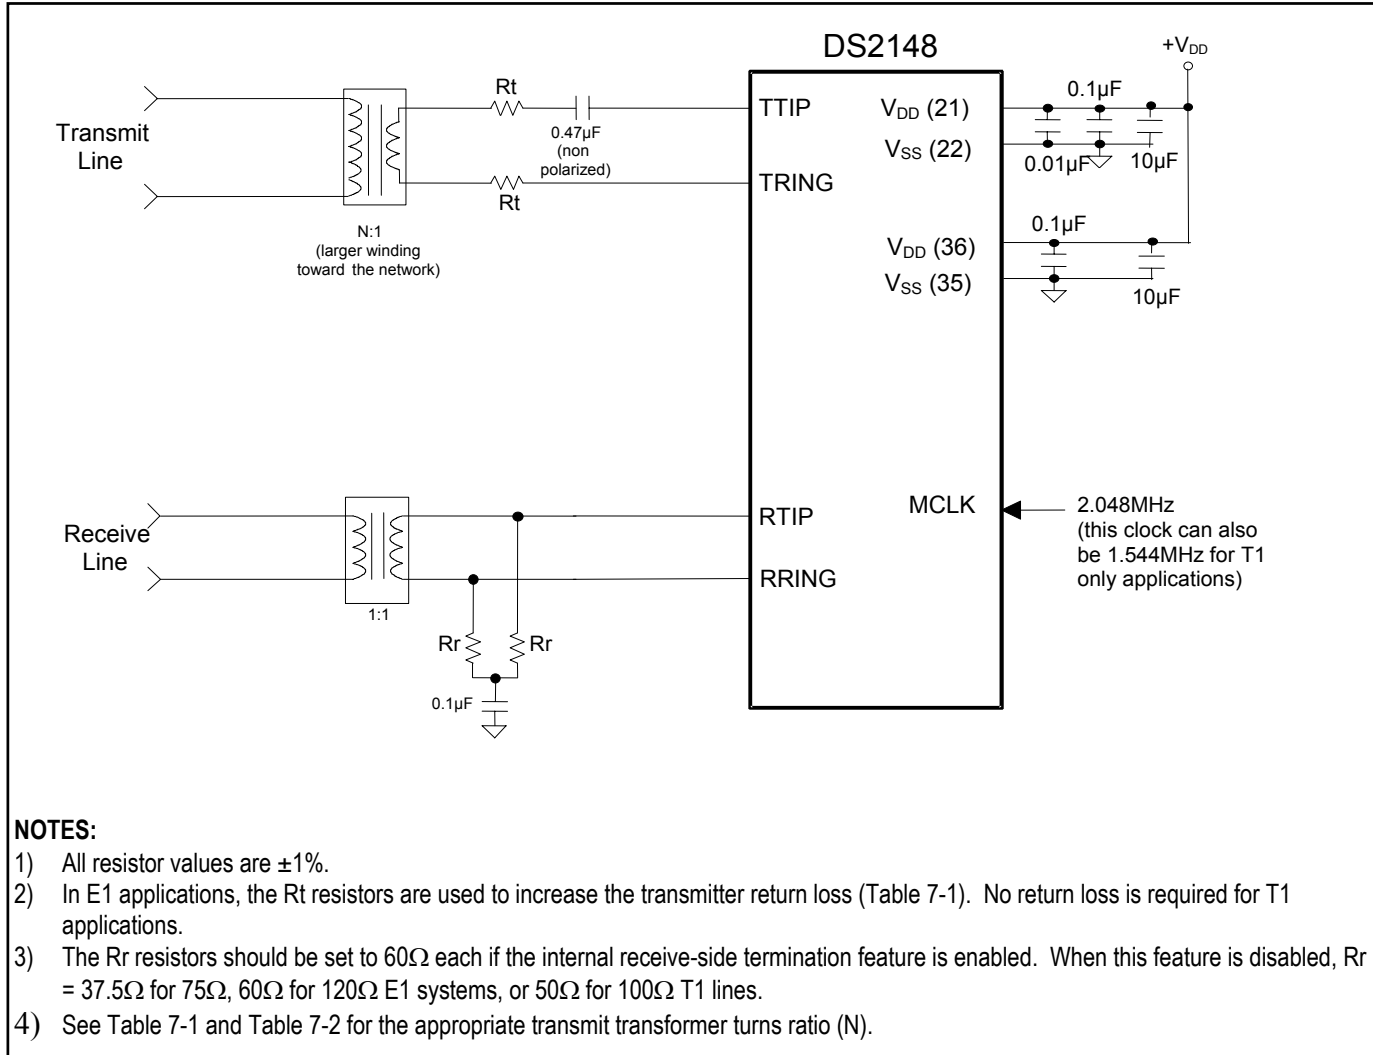 DS2148
+VDD
Transmit
Line
Rt
0.47µF
(non
polarized)
Rt
N:1
(larger winding
toward the network)
TTIP
TRING
VDD (21)
VSS (22)
0.1µF
0.01µF
10µF
VDD (36)
VSS (35)
0.1µF
10µF
Receive
Line
1:1
RTIP
RRING
Rr
Rr
0.1µF
MCLK
2.048MHz
(this clock can also
be 1.544MHz for T1
only applications)
NOTES:
1) All resistor values are ±1%.
2) In E1 applications, the Rt resistors are used to increase the transmitter return loss (Table 7-1). No return loss is required for T1
applications.
3) The Rr resistors should be set to 60Ω each if the internal receive-side termination feature is enabled. When this feature is disabled, Rr
= 37.5Ω for 75Ω, 60Ω for 120Ω E1 systems, or 50Ω for 100Ω T1 lines.
4) See Table 7-1 and Table 7-2 for the appropriate transmit transformer turns ratio (N).